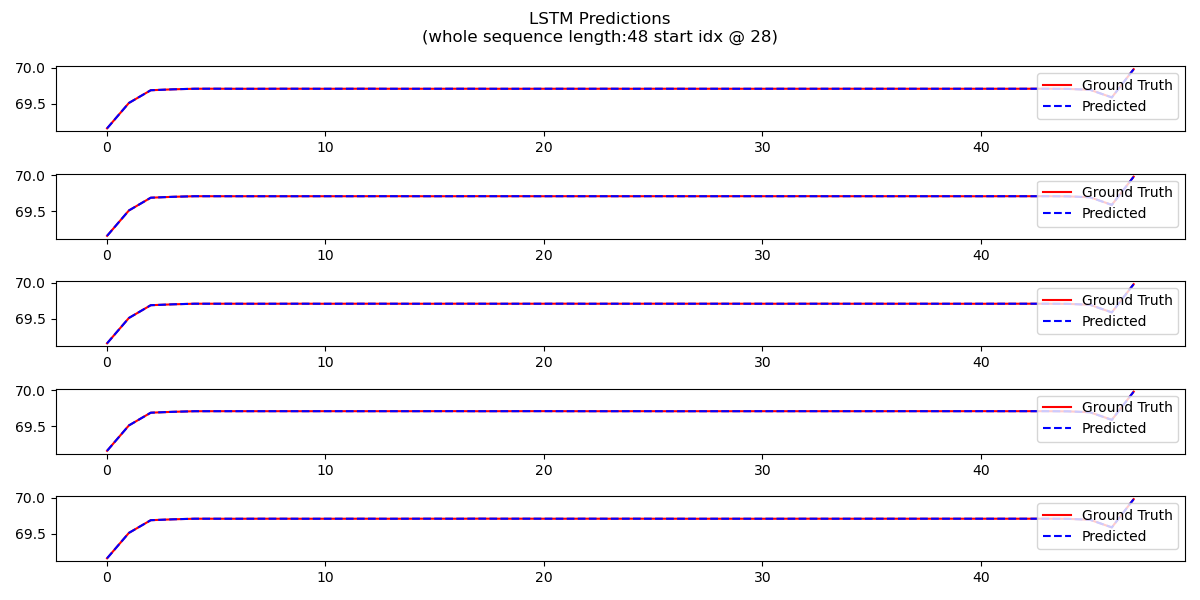 LSTM Predictions
(whole sequence length:48 start idx @ 28)
70.0
69.5
Ground Truth
Predicted
0 10 20 30 40
70.0
69.5
Ground Truth
Predicted
0 10 20 30 40
70.0
69.5
Ground Truth
Predicted
0 10 20 30 40
70.0
69.5
Ground Truth
Predicted
0 10 20 30 40
70.0
69.5
Ground Truth
Predicted
0 10 20 30 40